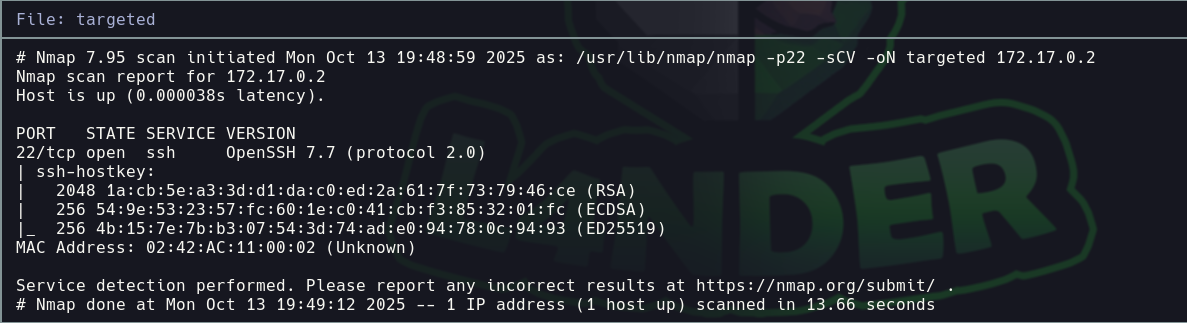 File: targeted
# Nmap 7.95 scan initiated Mon Oct 13 19:48:59 2025 as: /usr/lib/nmap/nmap -p22 -sCV -oN targeted 172.17.0.2
Nmap scan report for 172.17.0.2
Host is up (0.000038s latency).
PORT   STATE SERVICE VERSION
22/tcp open  ssh     OpenSSH 7.7 (protocol 2.0)
| ssh-hostkey:
|   2048 1a:cb:5e:a3:3d:d1:da:c0:ed:2a:61:7f:73:79:46:ce (RSA)
|   256 54:9e:53:23:57:fc:60:1e:c0:41:cb:f3:85:32:01:fc (ECDSA)
|_  256 4b:15:7e:7b:b3:07:54:3d:74:ad:e0:94:78:0c:94:93 (ED25519)
MAC Address: 02:42:AC:11:00:02 (Unknown)
Service detection performed. Please report any incorrect results at https://nmap.org/submit/ .
# Nmap done at Mon Oct 13 19:49:12 2025 -- 1 IP address (1 host up) scanned in 13.66 seconds
L4NDER